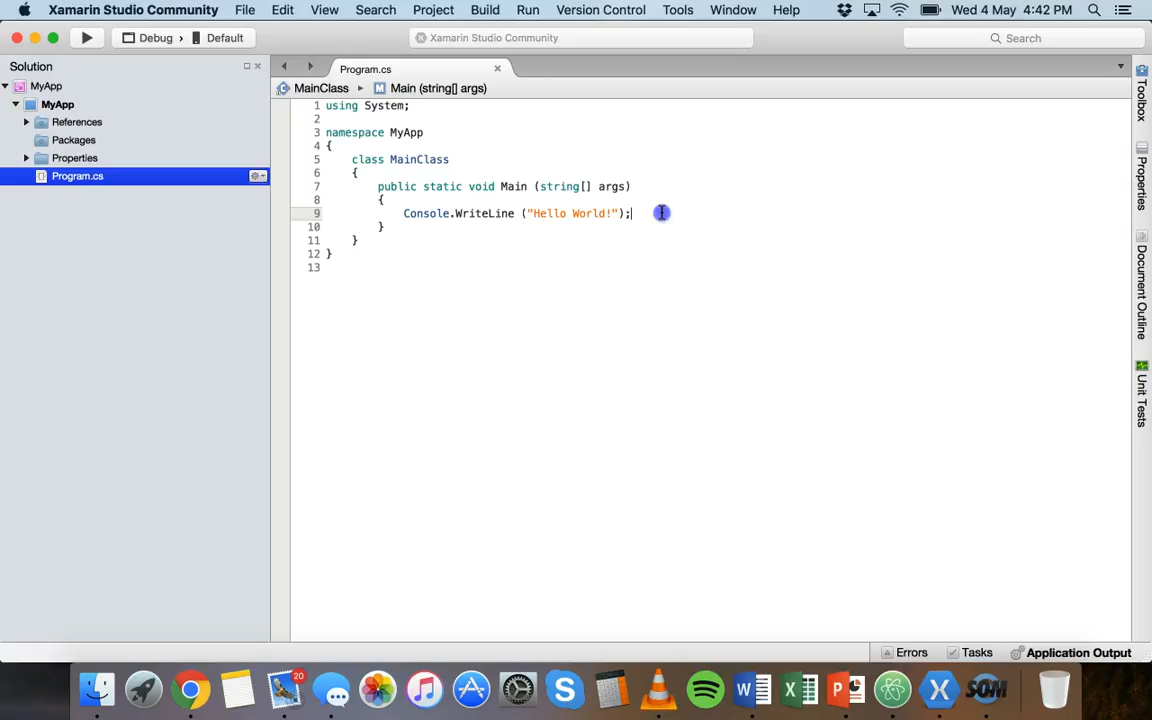 Xamarin Studio Community File Edit View Search Project Build Run Version Control Tools Window Help Wed 4 May 4:42 PM
Debug › Default Xamarin Studio Community Search
Solution
MyApp
MyApp
References
Packages
Properties
Program.cs
Program.cs
MainClass Main (string[] args)
1 using System;
2
3 namespace MyApp
4 {
5 class MainClass
6 {
7 public static void Main (string[] args)
8 {
9 Console.WriteLine ("Hello World!");
10 }
11 }
12 }
13
Toolbox
Properties
Document Outline
Unit Tests
Errors Tasks Application Output
20
SOM